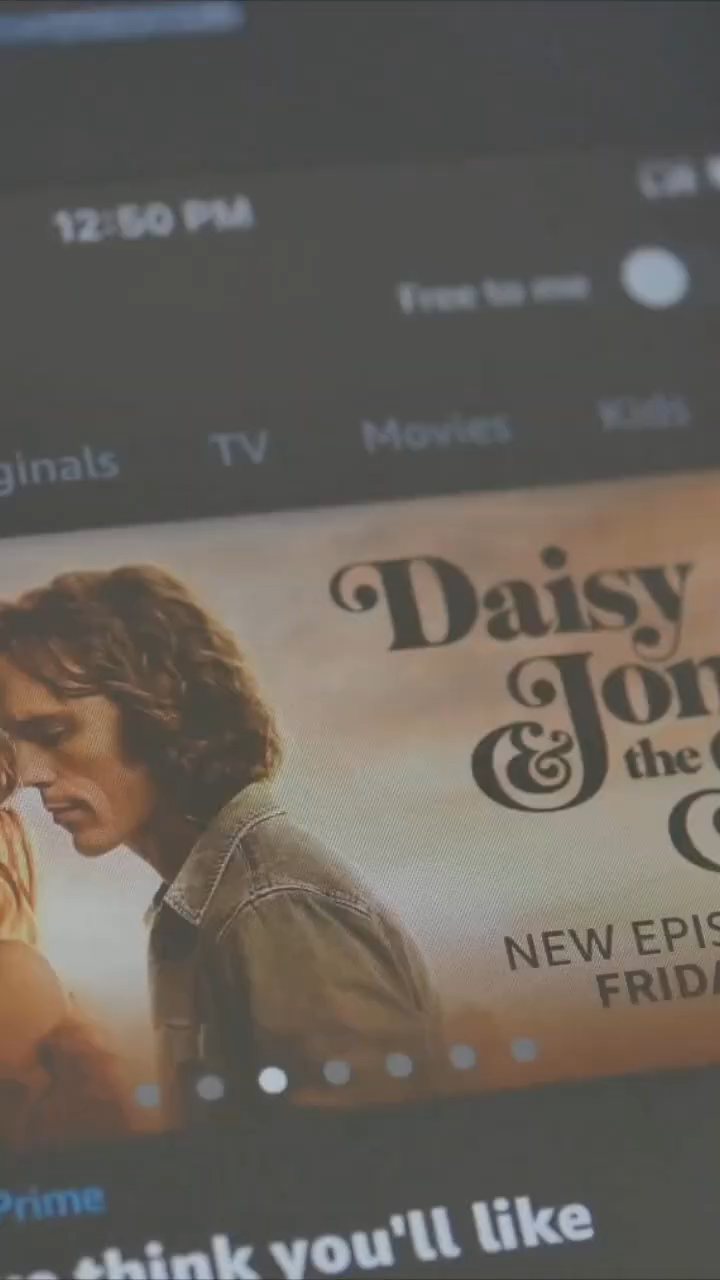 12:50 PM
Free to me
ginals TV Movies Kids
Daisy
Jon
& the
NEW EPIS
FRIDA
Prime
think you'll like